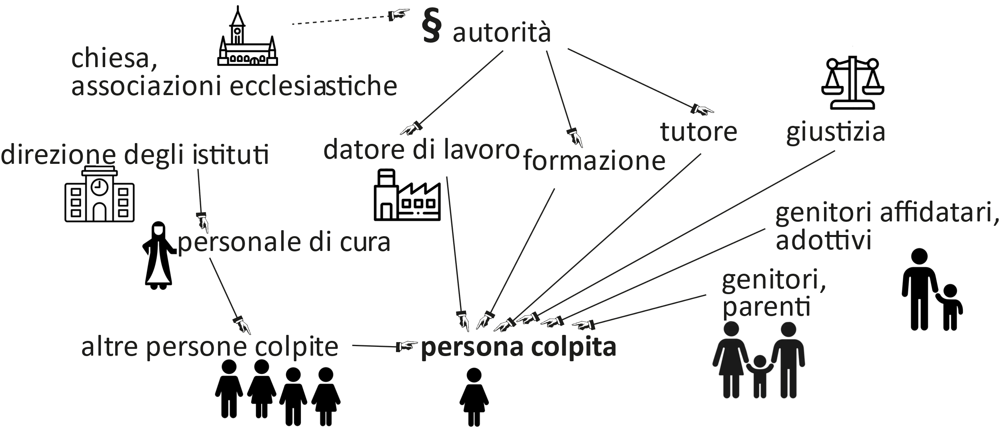 § autorità
chiesa,
associazioni ecclesiastiche
tutore
giustizia
direzione degli istituti
datore di lavoro
formazione
genitori affidatari,
adottivi
personale di cura
genitori,
parenti
altre persone colpite
persona colpita